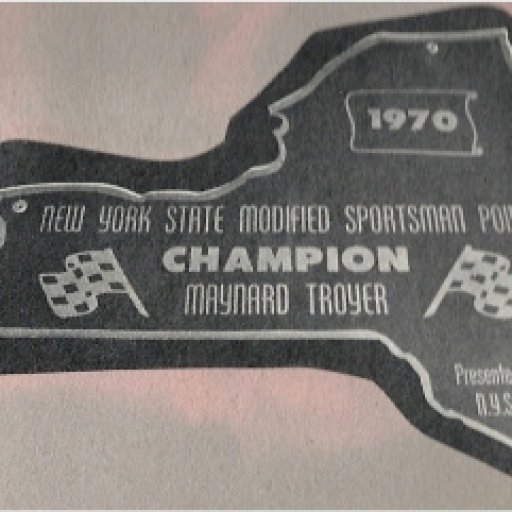 1970
NEW YORK STATE MODIFIED SPORTSMAN
CHAMPION
MAYNARD TROYER